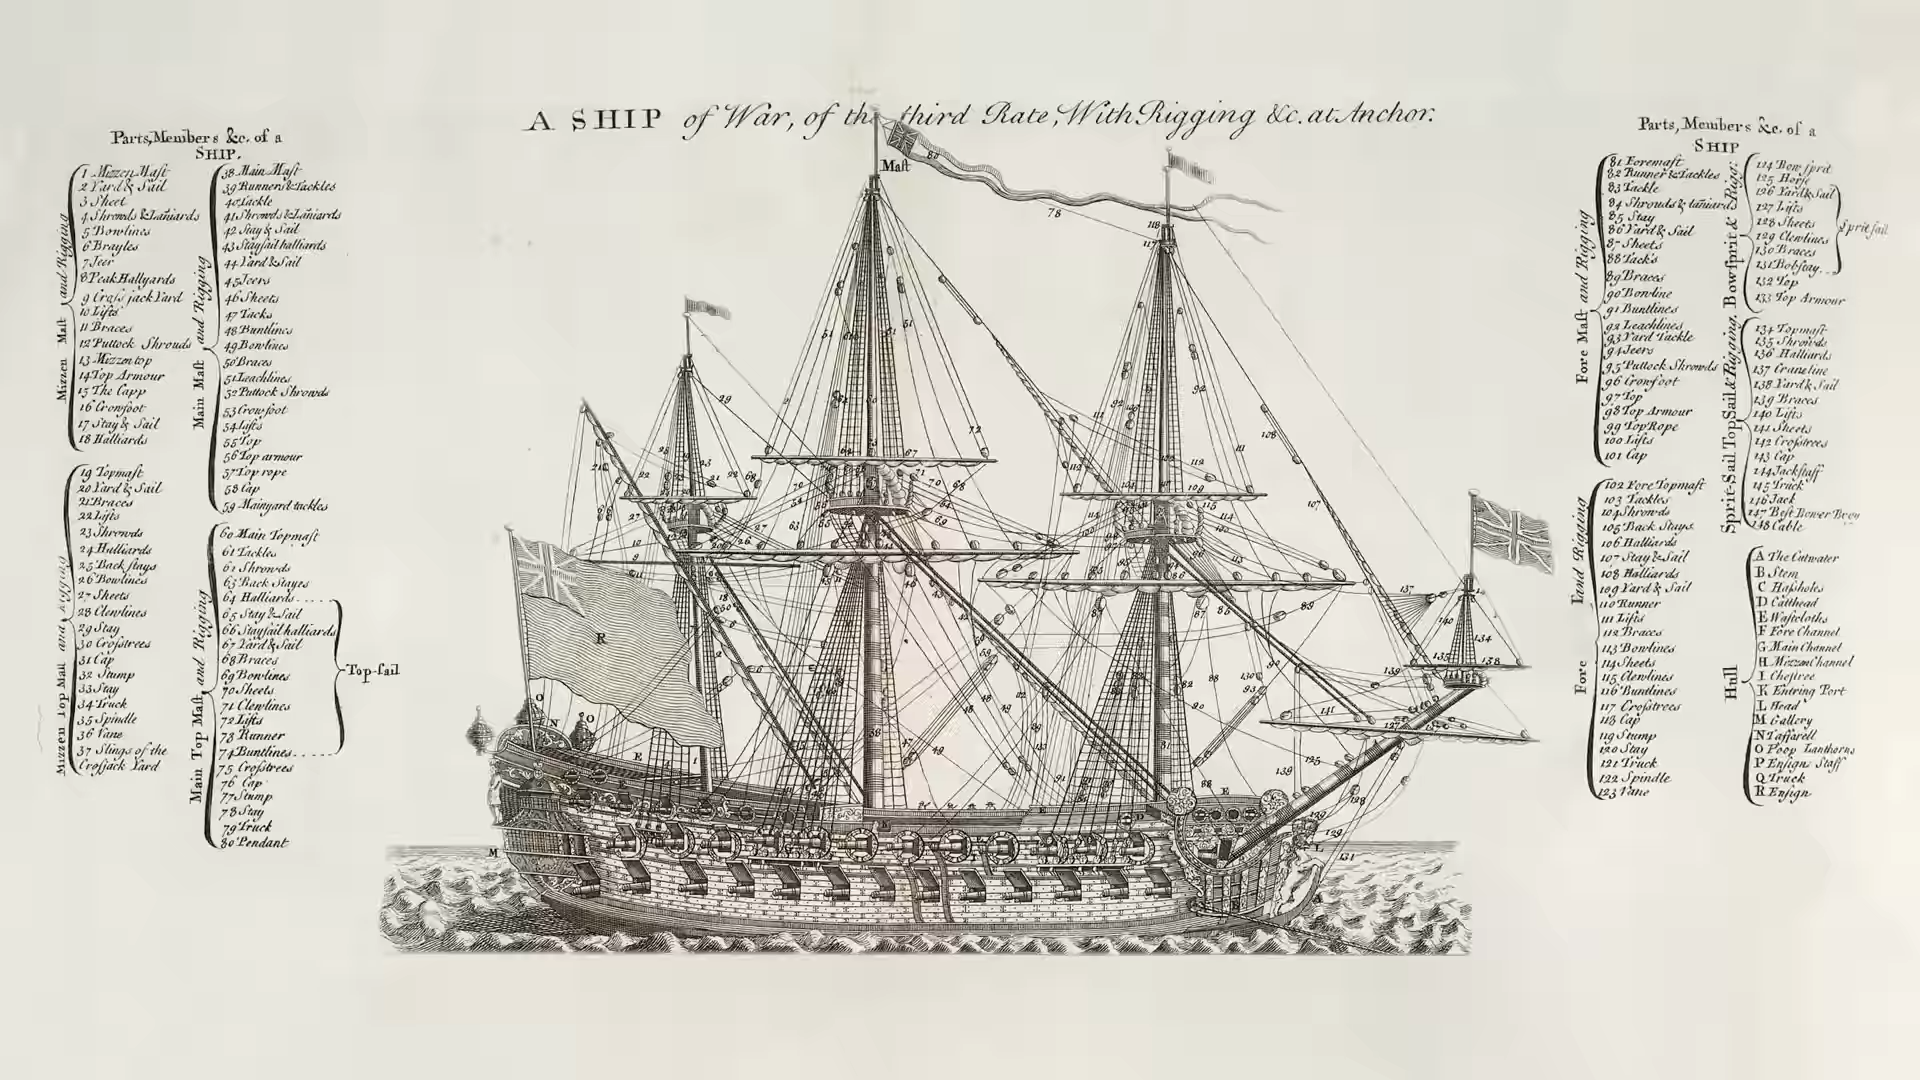 A SHIP of War, of the third Rate, With Rigging &c. at Anchor.
Mast
Parts, Members &c. of a
SHIP.
Mizzen Mast and Rigging
1 Mizzen Mast
2 Yard & Sail
3 Sheet
4 Shrowds & Laniards
5 Bowlines
6 Brayles
7 Jeer
8 Peak Hallyards
9 Crossjack Yard
10 Lifts
11 Braces
12 Puttock Shrouds
13 Mizzentop
14 Top Armour
15 The Capp
16 Crowfoot
17 Stay & Sail
18 Halliards
Mizzen Top Mast and Rigging
19 Topmast
20 Yard & Sail
21 Braces
22 Lifts
23 Shrowds
24 Halliards
25 Back stays
26 Bowlines
27 Sheets
28 Clewlines
29 Stay
30 Crosstrees
31 Cap
32 Stump
33 Stay
34 Truck
35 Spindle
36 Vane
37 Slings of the
Crosjack Yard
Main Mast and Rigging
38 Main Mast
39 Runners & Tackles
40 Tackle
41 Shrowds & Laniards
42 Stay & Sail
43 Staysail halliards
44 Yard & Sail
45 Jeers
46 Sheets
47 Tacks
48 Buntlines
49 Bowlines
50 Braces
51 Leachlines
52 Puttock Shrowds
53 Crowfoot
54 Lifts
55 Top
56 Top armour
57 Top rope
58 Cap
59 Mainyard tackles
Main Top Mast and Rigging
60 Main Topmast
61 Tackles
61 Shrowds
63 Back Stayes
64 Halliards
65 Stay & Sail
66 Staysail halliards
67 Yard & Sail
68 Braces
69 Bowlines
70 Sheets
71 Clewlines
72 Lifts
73 Runner
74 Buntlines
Top-sail
75 Crosstrees
76 Cap
77 Stump
78 Stay
79 Truck
80 Pendant
Parts, Members &c. of a
SHIP
Fore Mast and Rigging
81 Foremast
82 Runner & Tackles
83 Tackle
84 Shrouds & laniards
85 Stay
86 Yard & Sail
87 Sheets
88 Tacks
89 Braces
90 Bowline
91 Buntlines
92 Leachlines
93 Yard Tackle
94 Jeers
95 Puttock Shrowds
96 Crowfoot
97 Top
98 Top Armour
99 Top Rope
100 Lifts
101 Cap
Fore and Rigging
102 Fore Topmast
103 Tackles
104 Shrowds
105 Back Stays
106 Halliards
107 Stay & Sail
108 Halliards
109 Yard & Sail
110 Runner
111 Lifts
112 Braces
113 Bowlines
114 Sheets
115 Clewlines
116 Buntlines
117 Crosstrees
118 Cap
119 Stump
120 Stay
121 Truck
122 Spindle
123 Vane
Bowsprit & Rigg:
124 Bowsprit
125 Horse
126 Yard & Sail
127 Lifts
128 Sheets
129 Clewlines
130 Braces
131 Bobstay
Spritsail
132 Top
133 Top Armour
Sprit-Sail Top Sail & Rigging,
134 Topmast
135 Shrowds
136 Halliards
137 Craneline
138 Yard & Sail
139 Braces
140 Lifts
141 Sheets
142 Crosstrees
143 Cap
144 Jackstaff
145 Truck
146 Jack
147 Best Bower Buoy
148 Cable
Hull
A The Cutwater
B Stem
C Hasholes
D Catthead
E Wastcloths
F Fore Channel
G Main Channel
H Mizzen Channel
I Chestree
K Entring Port
L Head
M Gallery
N Taffarell
O Poop Lanthorns
P Ensign Staff
Q Truck
R Ensign